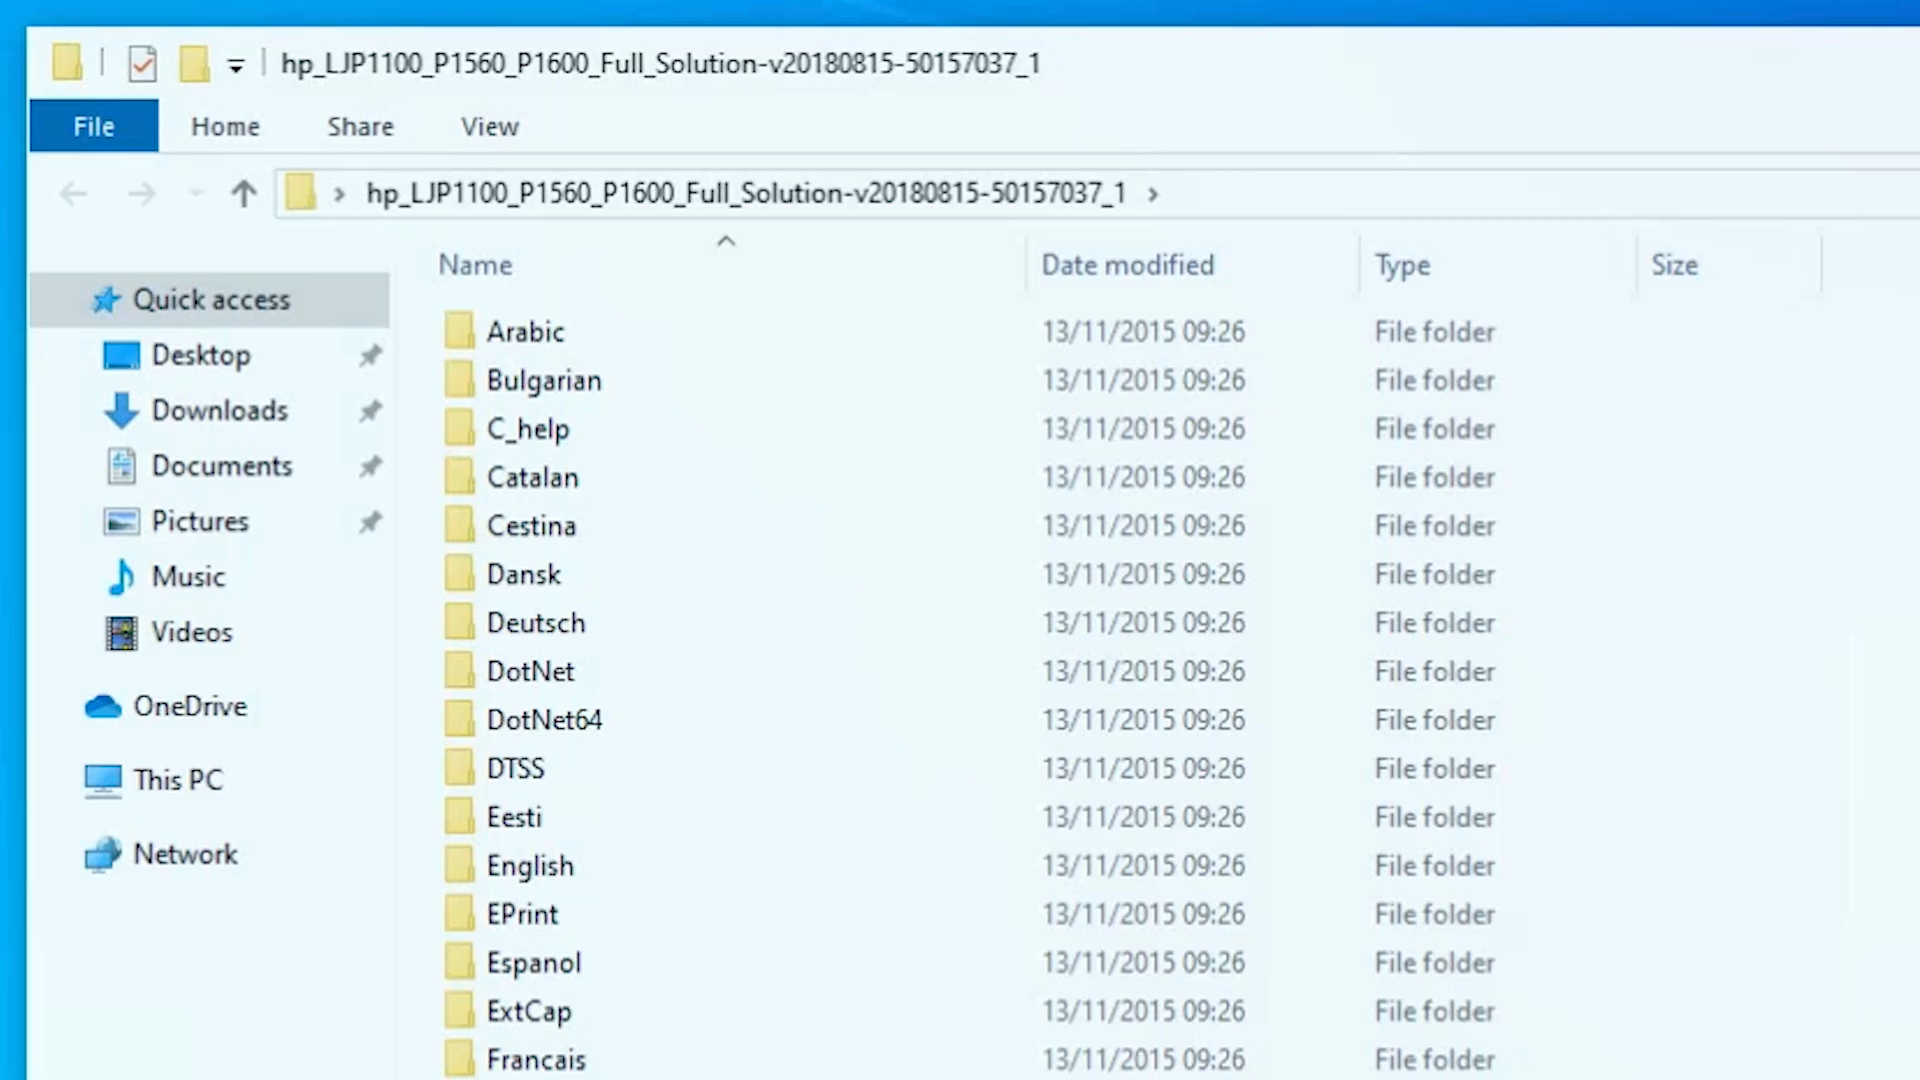 hp_LJP1100_P1560_P1600_Full_Solution-v20180815-50157037_1
File Home Share View
hp_LJP1100_P1560_P1600_Full_Solution-v20180815-50157037_1
Name Date modified Type Size
Quick access
Desktop
Downloads
Documents
Pictures
Music
Videos
OneDrive
This PC
Network
Arabic 13/11/2015 09:26 File folder
Bulgarian 13/11/2015 09:26 File folder
C_help 13/11/2015 09:26 File folder
Catalan 13/11/2015 09:26 File folder
Cestina 13/11/2015 09:26 File folder
Dansk 13/11/2015 09:26 File folder
Deutsch 13/11/2015 09:26 File folder
DotNet 13/11/2015 09:26 File folder
DotNet64 13/11/2015 09:26 File folder
DTSS 13/11/2015 09:26 File folder
Eesti 13/11/2015 09:26 File folder
English 13/11/2015 09:26 File folder
EPrint 13/11/2015 09:26 File folder
Espanol 13/11/2015 09:26 File folder
ExtCap 13/11/2015 09:26 File folder
Francais 13/11/2015 09:26 File folder